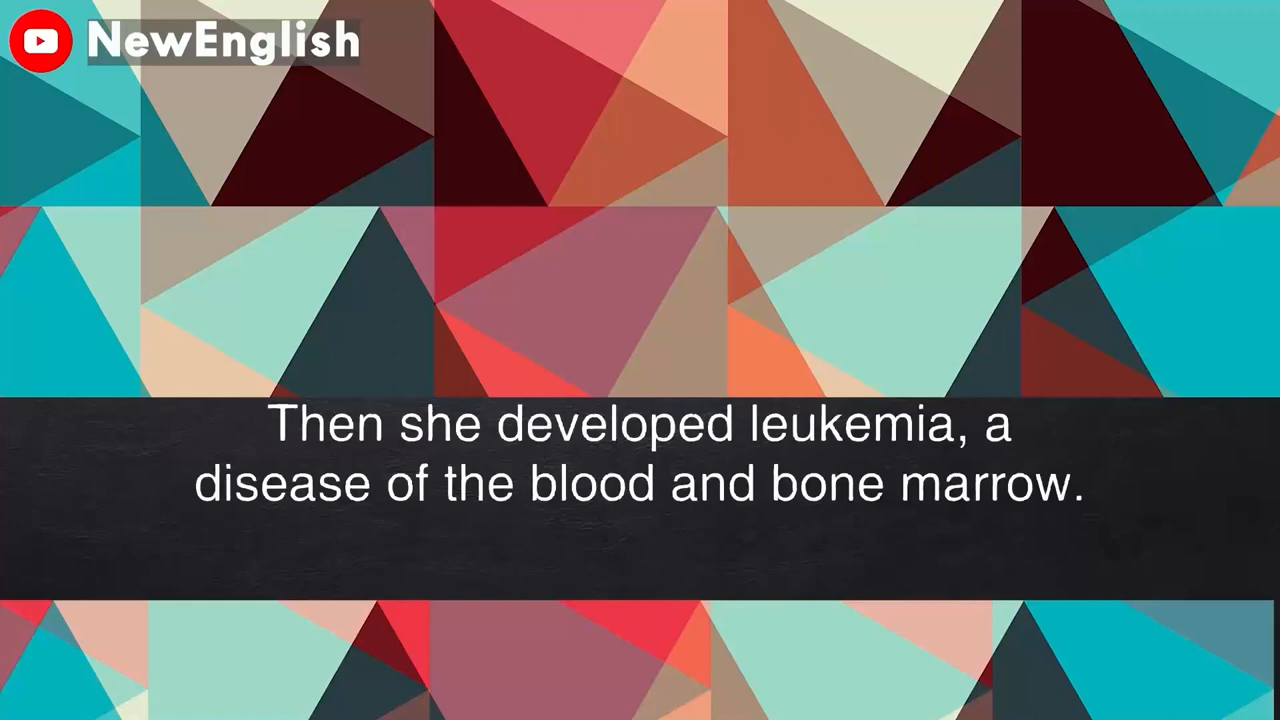 NewEnglish
Then she developed leukemia, a
disease of the blood and bone marrow.